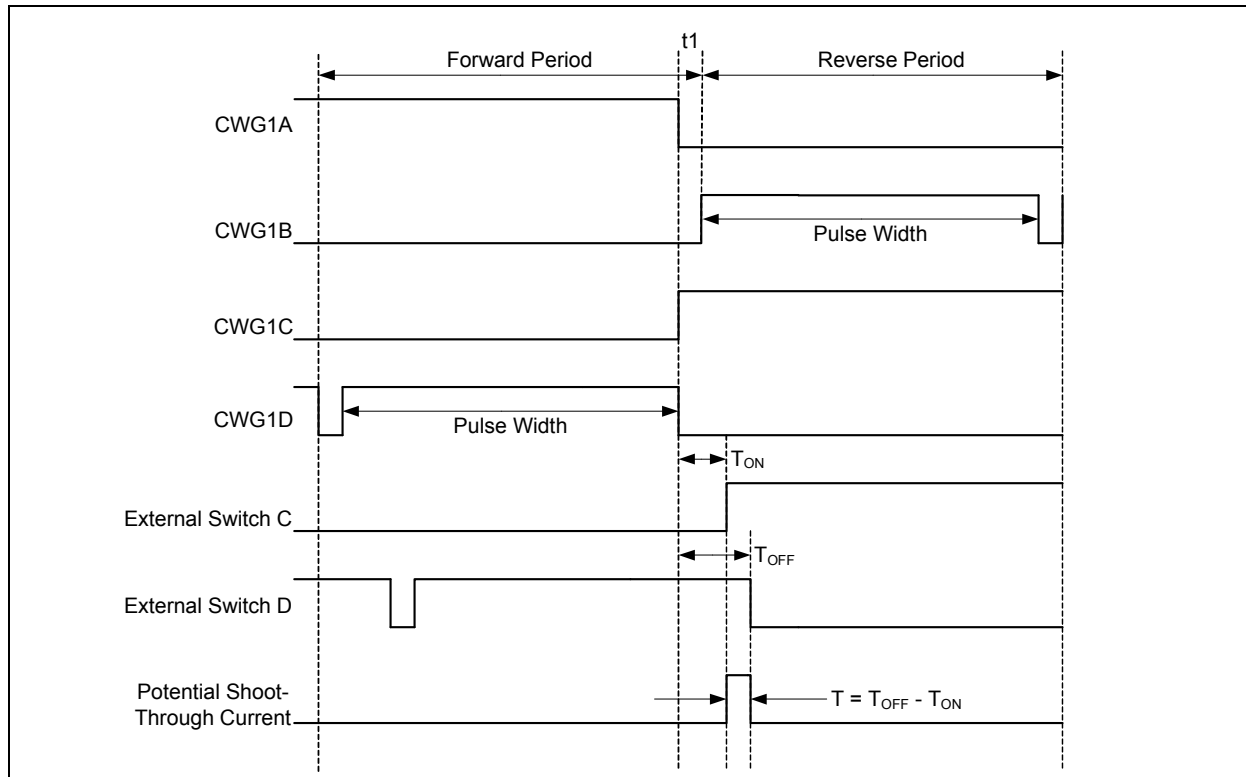 t1
Forward Period
Reverse Period
CWG1A
CWG1B
Pulse Width
CWG1C
CWG1D
Pulse Width
TON
External Switch C
TOFF
External Switch D
Potential Shoot-
Through Current
T = TOFF - TON